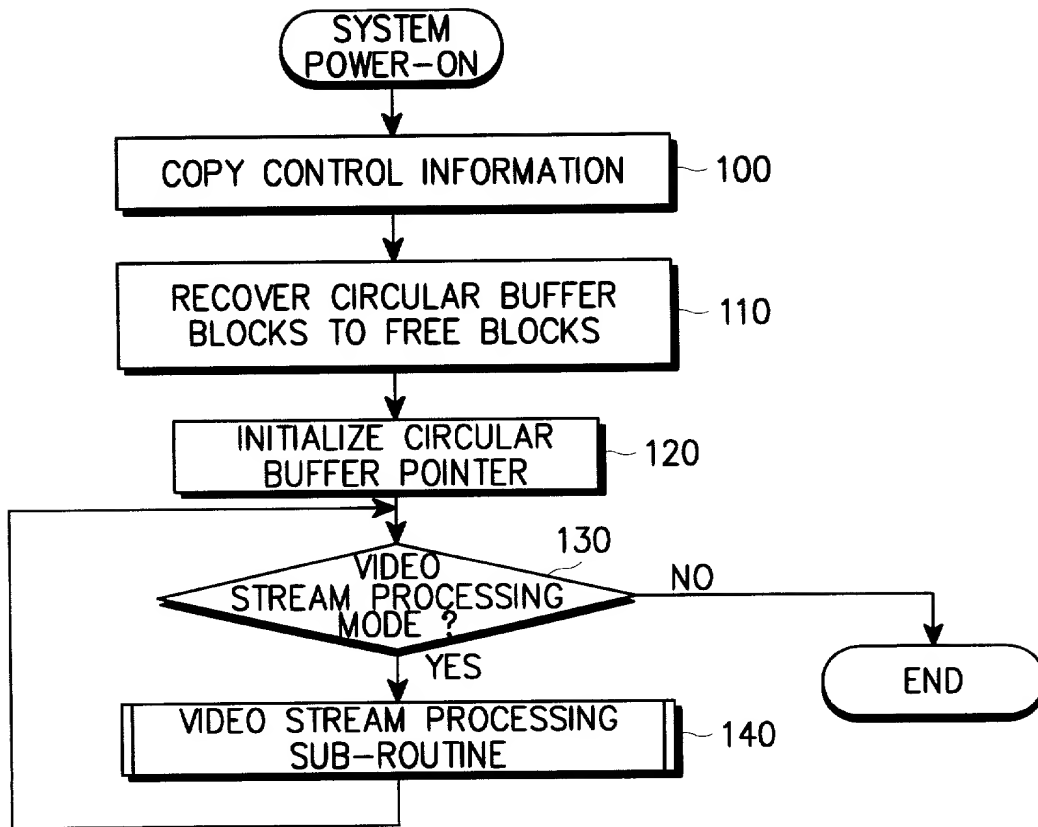 SYSTEM
POWER-ON
COPY CONTROL INFORMATION
100
RECOVER CIRCULAR BUFFER
BLOCKS TO FREE BLOCKS
110
INITIALIZE CIRCULAR
BUFFER POINTER
120
130
VIDEO
STREAM PROCESSING
MODE ?
NO
YES
END
VIDEO STREAM PROCESSING
SUB-ROUTINE
140